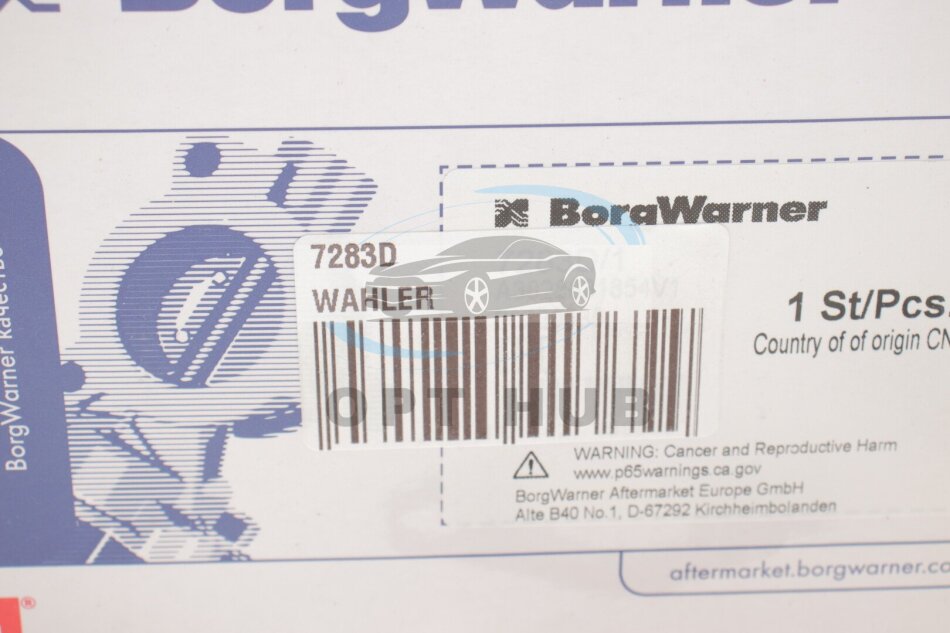 BorgWarner
BorgWarner качество
BorgWarner
7283D
WAHLER
1 St/Pcs.
Country of of origin CN
OPT HUB
WARNING: Cancer and Reproductive Harm
www.p65warnings.ca.gov
BorgWarner Aftermarket Europe GmbH
Alte B40 No.1, D-67292 Kirchheimbolanden
aftermarket.borgwarner.co
®